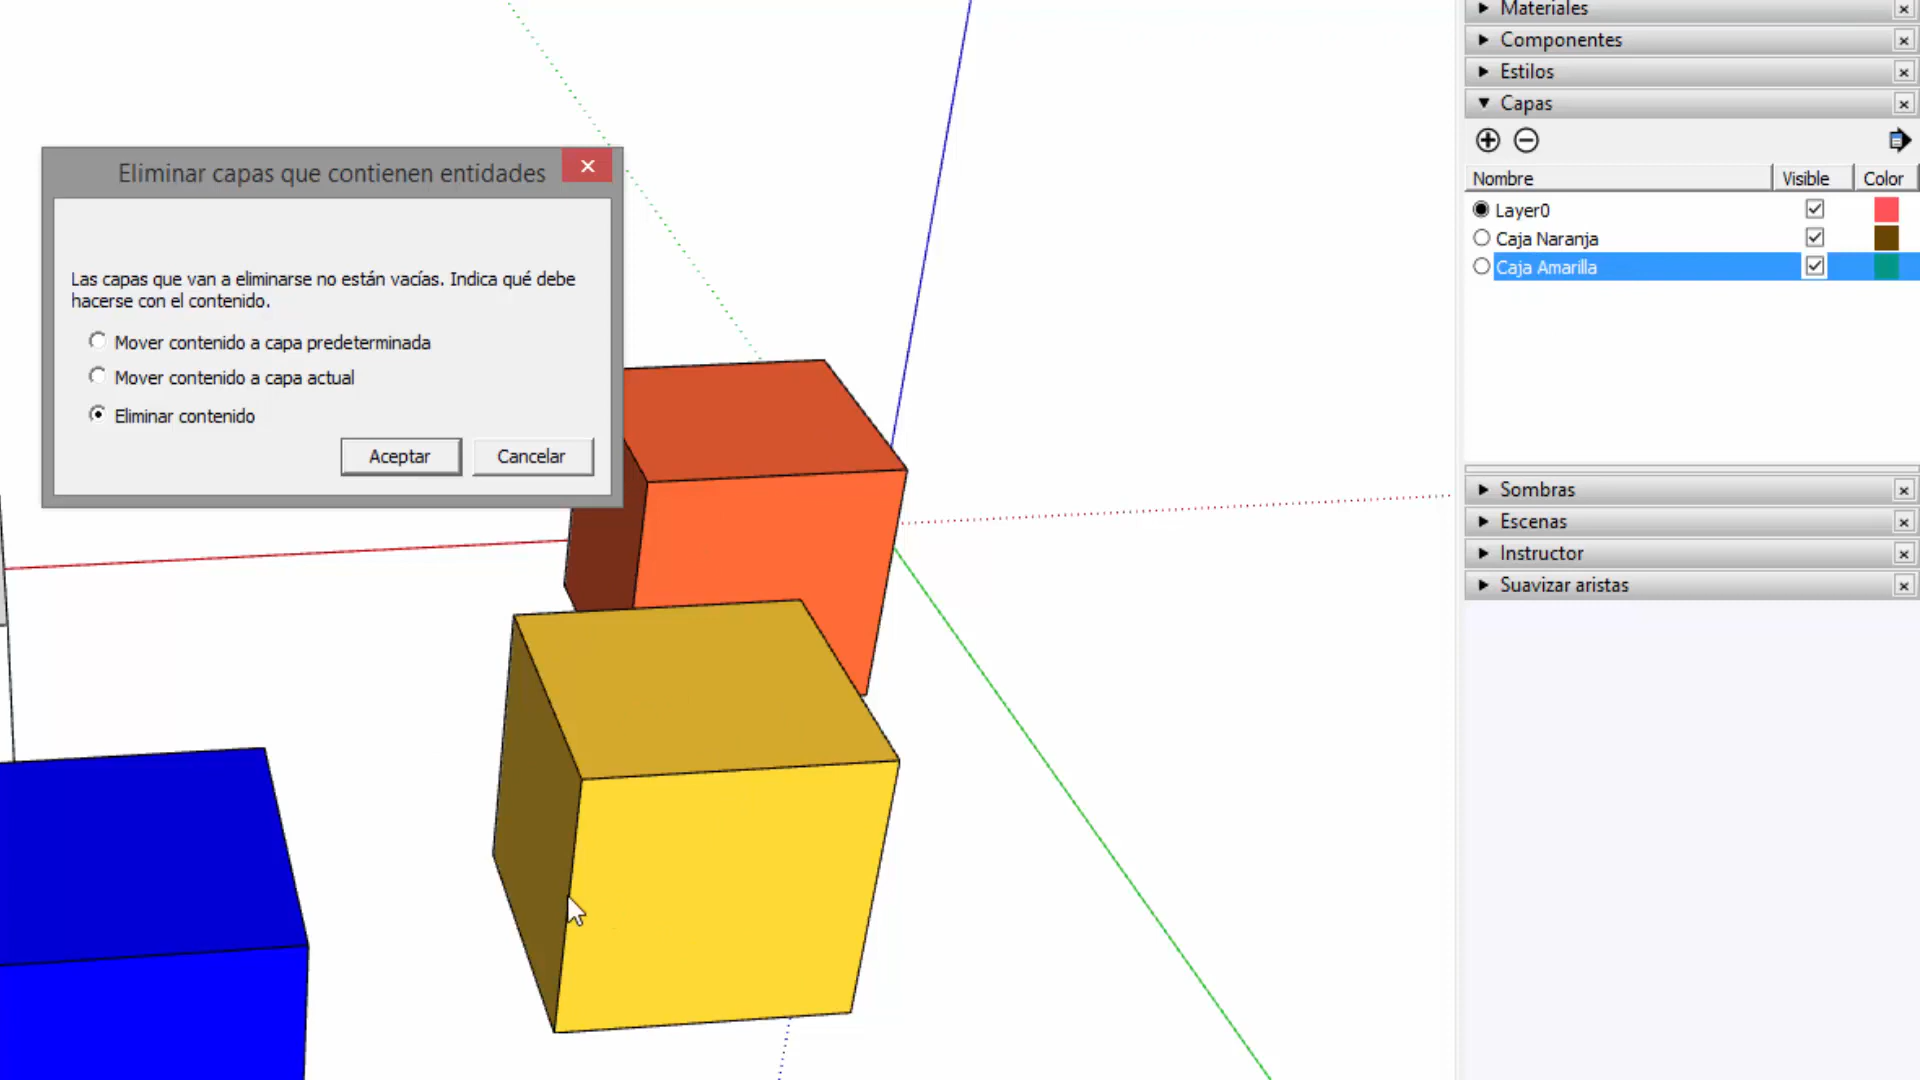 Eliminar capas que contienen entidades
Las capas que van a eliminarse no están vacías. Indica qué debe
hacerse con el contenido.
Mover contenido a capa predeterminada
Mover contenido a capa actual
Eliminar contenido
Aceptar Cancelar
Materiales
Componentes
Estilos
Capas
Nombre Visible Color
Layer0
Caja Naranja
Caja Amarilla
Sombras
Escenas
Instructor
Suavizar aristas